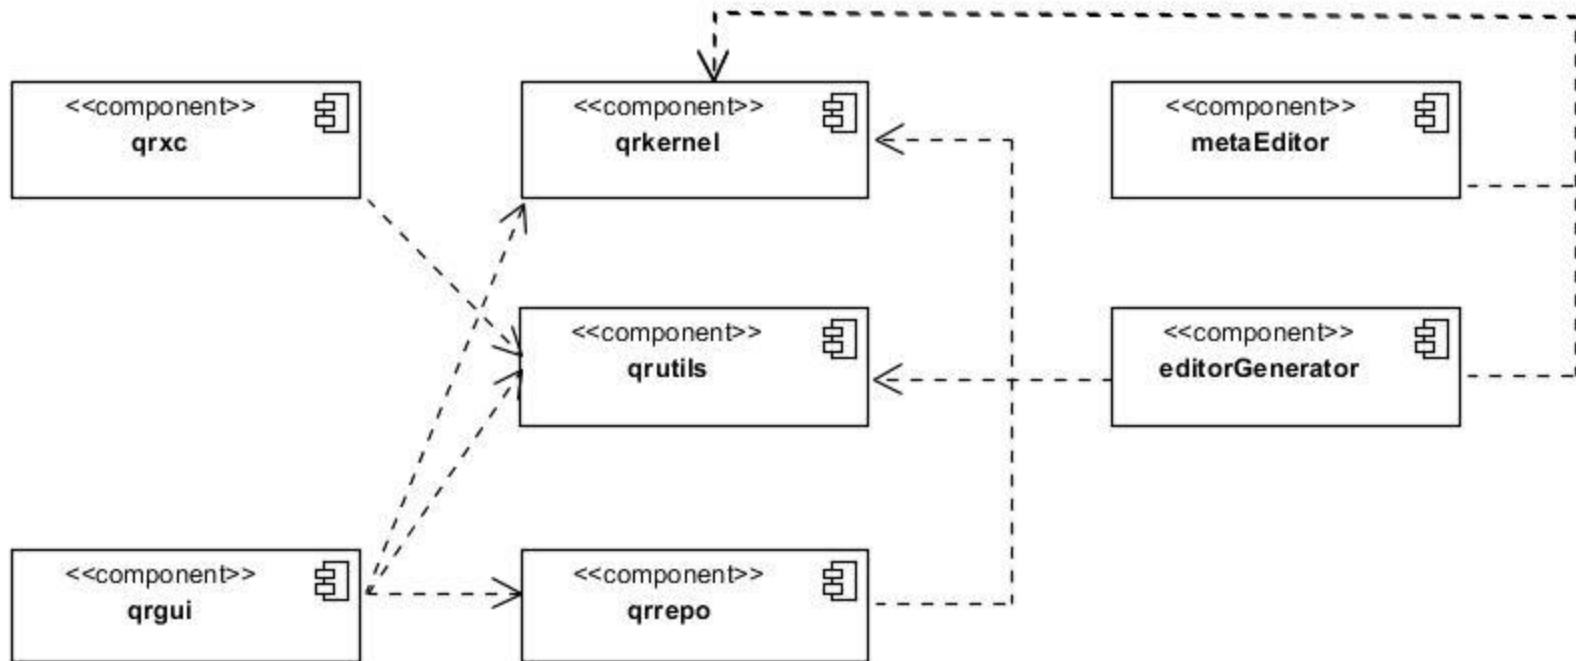 <<component>>
qrxc
<<component>>
qrkernel
<<component>>
metaEditor
<<component>>
qrutils
<<component>>
editorGenerator
<<component>>
qrgui
<<component>>
qrrepo